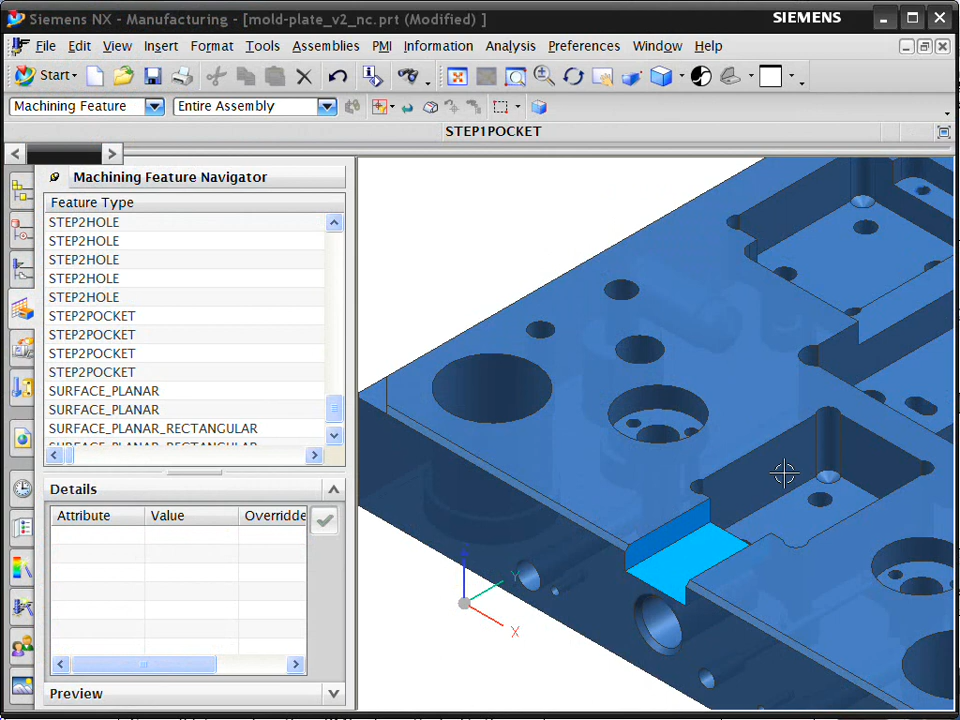 Siemens NX - Manufacturing - [mold-plate_v2_nc.prt (Modified) ]
SIEMENS
File Edit View Insert Format Tools Assemblies PMI Information Analysis Preferences Window Help
Start
Machining Feature Entire Assembly
STEP1POCKET
Machining Feature Navigator
Feature Type
STEP2HOLE
STEP2HOLE
STEP2HOLE
STEP2HOLE
STEP2HOLE
STEP2POCKET
STEP2POCKET
STEP2POCKET
STEP2POCKET
SURFACE_PLANAR
SURFACE_PLANAR
SURFACE_PLANAR_RECTANGULAR
SURFACE_PLANAR_RECTANGULAR
Details
Attribute Value Overridde
Preview
Z
Y
X